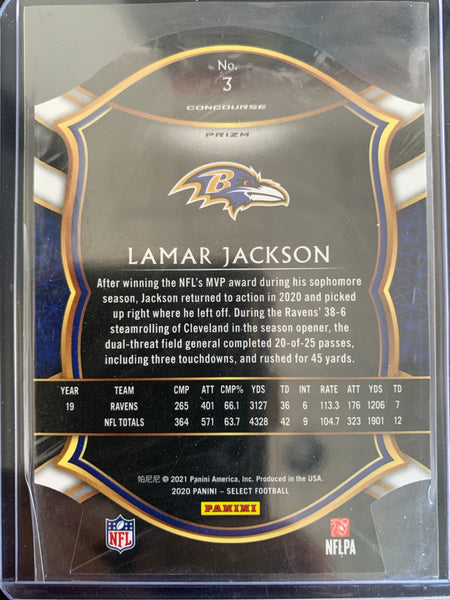 No.
3
CONCOURSE
PRIZM
B
LAMAR JACKSON
After winning the NFL's MVP award during his sophomore
season, Jackson returned to action in 2020 and picked
up right where he left off. During the Ravens' 38-6
steamrolling of Cleveland in the season opener, the
dual-threat field general completed 20-of-25 passes,
including three touchdowns, and rushed for 45 yards.
YEAR TEAM CMP ATT CMP% YDS TD INT RATE ATT YDS TD
19 RAVENS 265 401 66.1 3127 36 6 113.3 176 1206 7
NFL TOTALS 364 571 63.7 4328 42 9 104.7 323 1901 12
帕尼尼 © 2021 Panini America, Inc. Produced in the USA.
2020 PANINI – SELECT FOOTBALL
PANINI
NFL
NFLPA